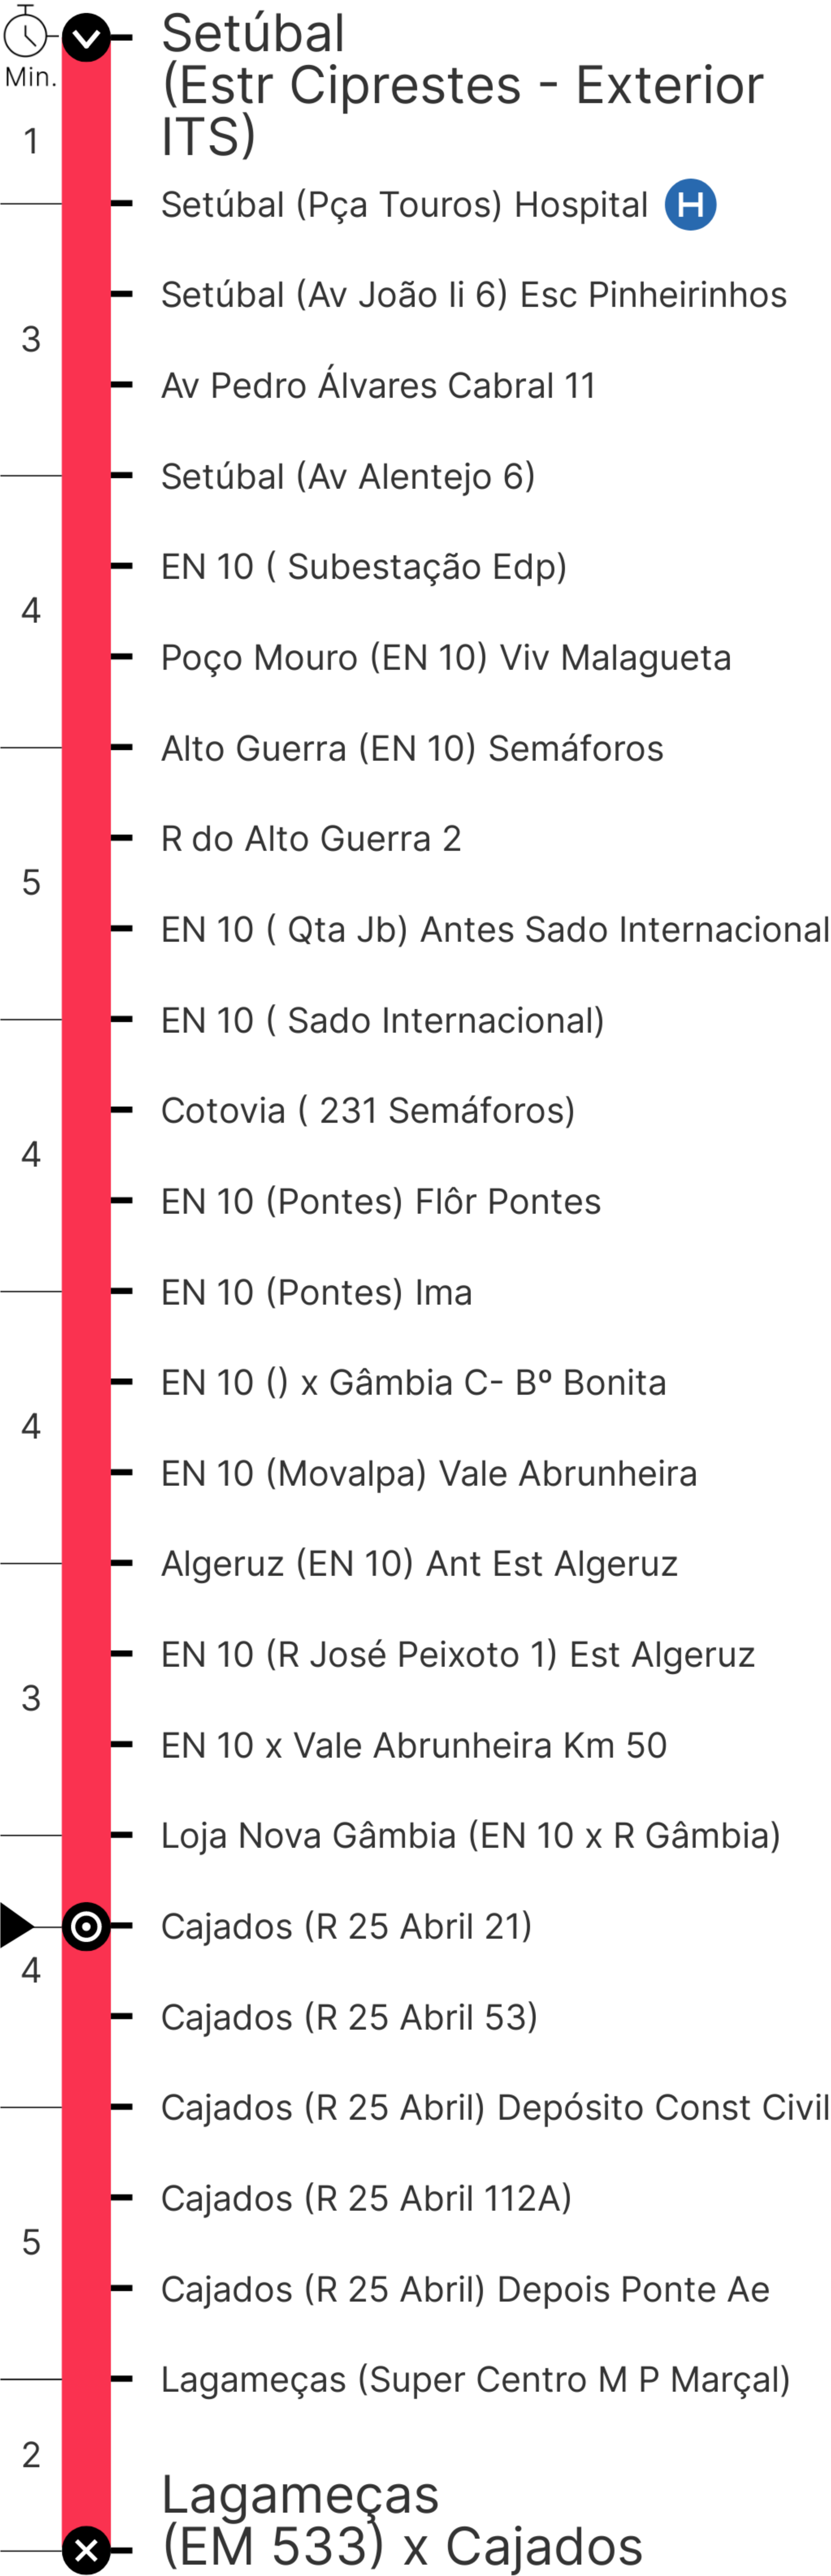 Min.
Setúbal
(Estr Ciprestes - Exterior
ITS)
1
Setúbal (Pça Touros) Hospital H
Setúbal (Av João Ii 6) Esc Pinheirinhos
3
Av Pedro Álvares Cabral 11
Setúbal (Av Alentejo 6)
EN 10 ( Subestação Edp)
4
Poço Mouro (EN 10) Viv Malagueta
Alto Guerra (EN 10) Semáforos
R do Alto Guerra 2
5
EN 10 ( Qta Jb) Antes Sado Internacional
EN 10 ( Sado Internacional)
Cotovia ( 231 Semáforos)
4
EN 10 (Pontes) Flôr Pontes
EN 10 (Pontes) Ima
EN 10 () x Gâmbia C- Bº Bonita
4
EN 10 (Movalpa) Vale Abrunheira
Algeruz (EN 10) Ant Est Algeruz
EN 10 (R José Peixoto 1) Est Algeruz
3
EN 10 x Vale Abrunheira Km 50
Loja Nova Gâmbia (EN 10 x R Gâmbia)
Cajados (R 25 Abril 21)
4
Cajados (R 25 Abril 53)
Cajados (R 25 Abril) Depósito Const Civil
Cajados (R 25 Abril 112A)
5
Cajados (R 25 Abril) Depois Ponte Ae
Lagameças (Super Centro M P Marçal)
2
Lagameças
(EM 533) x Cajados